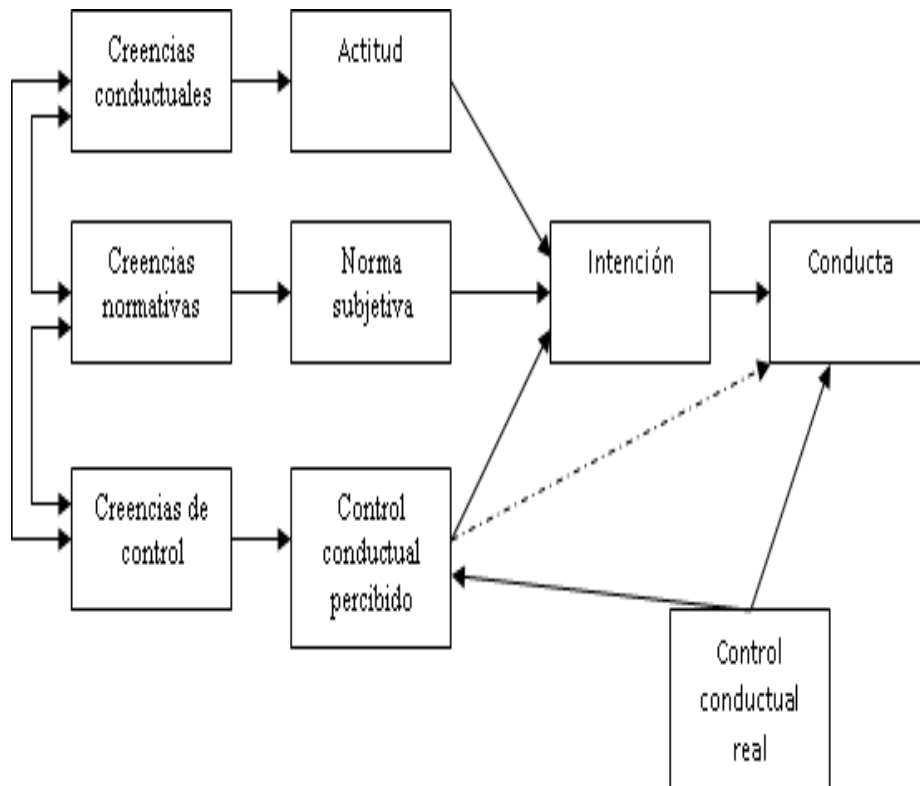 Creencias
conductuales
Actitud
Creencias
normativas
Norma
subjetiva
Intención
Conducta
Creencias de
control
Control
conductual
percibido
Control
conductual
real